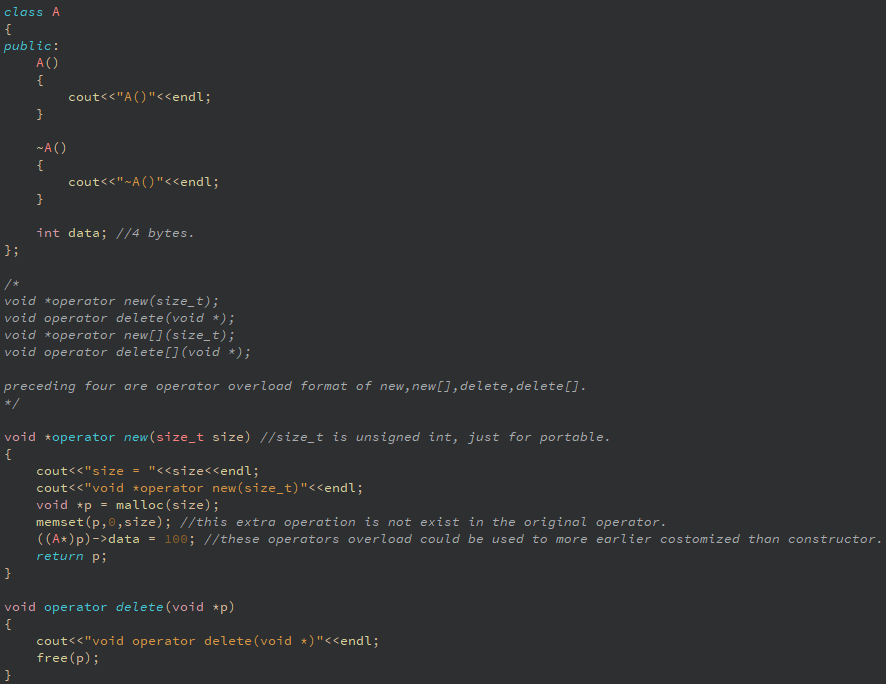 class A
{
public:
    A()
    {
        cout<<"A()"<<endl;
    }

    ~A()
    {
        cout<<"~A()"<<endl;
    }

    int data; //4 bytes.
};

/*
void *operator new(size_t);
void operator delete(void *);
void *operator new[](size_t);
void operator delete[](void *);

preceding four are operator overload format of new,new[],delete,delete[].
*/

void *operator new(size_t size) //size_t is unsigned int, just for portable.
{
    cout<<"size = "<<size<<endl;
    cout<<"void *operator new(size_t)"<<endl;
    void *p = malloc(size);
    memset(p,0,size); //this extra operation is not exist in the original operator.
    ((A*)p)->data = 100; //these operators overload could be used to more earlier costomized than constructor.
    return p;
}

void operator delete(void *p)
{
    cout<<"void operator delete(void *)"<<endl;
    free(p);
}